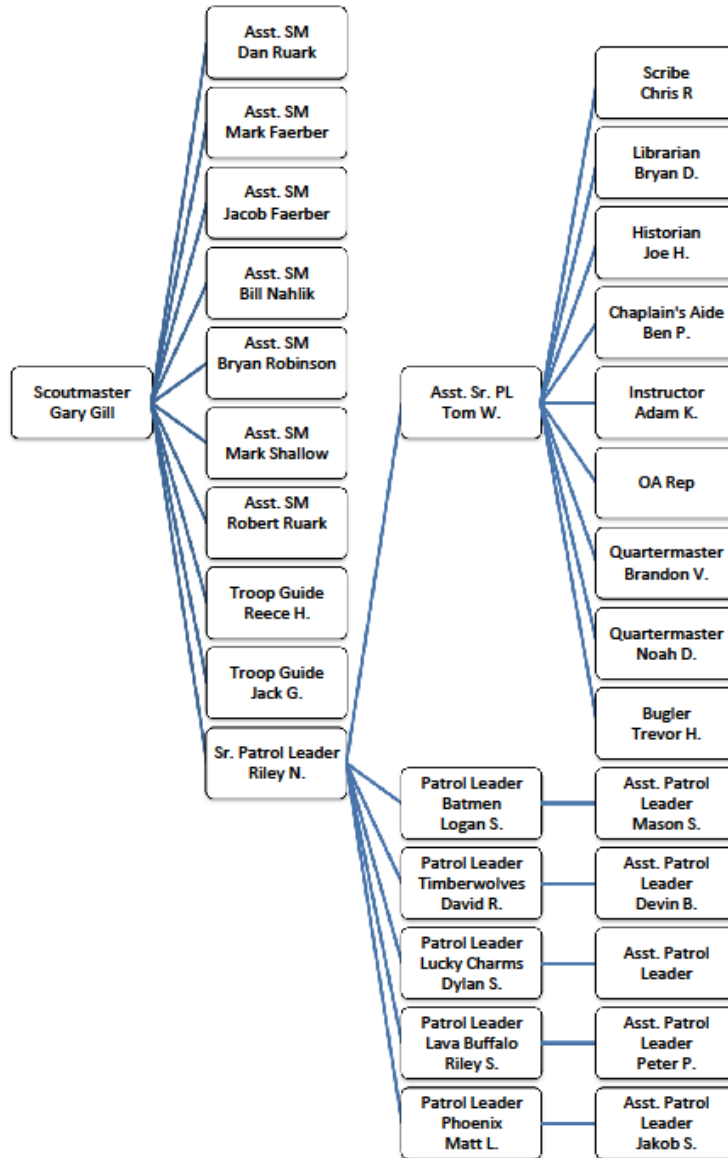 Scoutmaster
Gary Gill
Asst. SM
Dan Ruark
Asst. SM
Mark Faerber
Asst. SM
Jacob Faerber
Asst. SM
Bill Nahlik
Asst. SM
Bryan Robinson
Asst. SM
Mark Shallow
Asst. SM
Robert Ruark
Troop Guide
Reece H.
Troop Guide
Jack G.
Sr. Patrol Leader
Riley N.
Asst. Sr. PL
Tom W.
Scribe
Chris R
Librarian
Bryan D.
Historian
Joe H.
Chaplain's Aide
Ben P.
Instructor
Adam K.
OA Rep
Quartermaster
Brandon V.
Quartermaster
Noah D.
Bugler
Trevor H.
Patrol Leader
Batmen
Logan S.
Asst. Patrol
Leader
Mason S.
Patrol Leader
Timberwolves
David R.
Asst. Patrol
Leader
Devin B.
Patrol Leader
Lucky Charms
Dylan S.
Asst. Patrol
Leader
Patrol Leader
Lava Buffalo
Riley S.
Asst. Patrol
Leader
Peter P.
Patrol Leader
Phoenix
Matt L.
Asst. Patrol
Leader
Jakob S.